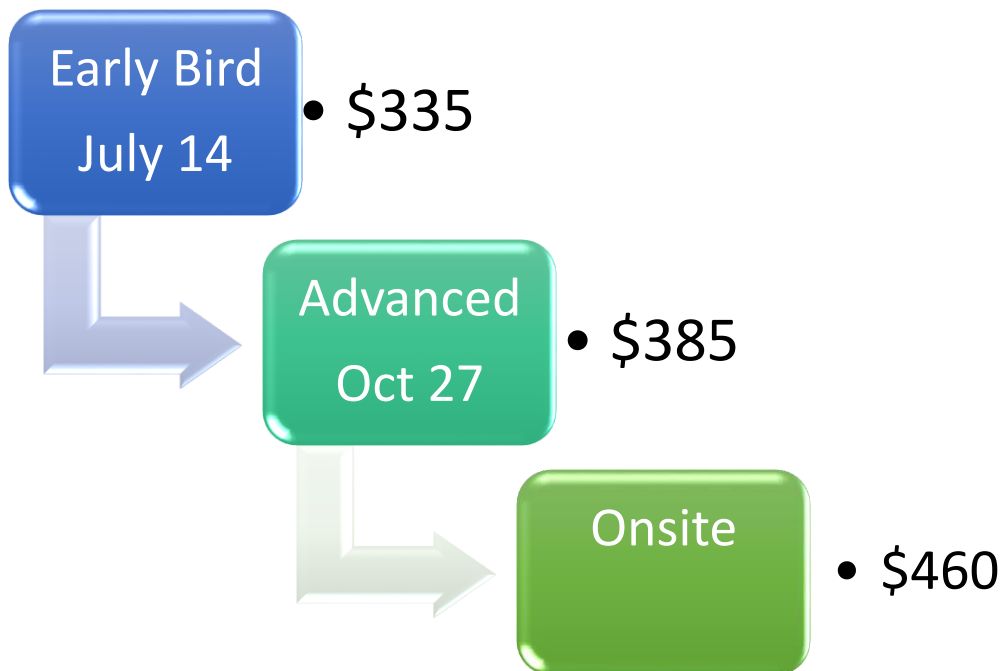 Early Bird
July 14
• $335
Advanced
Oct 27
• $385
Onsite
• $460